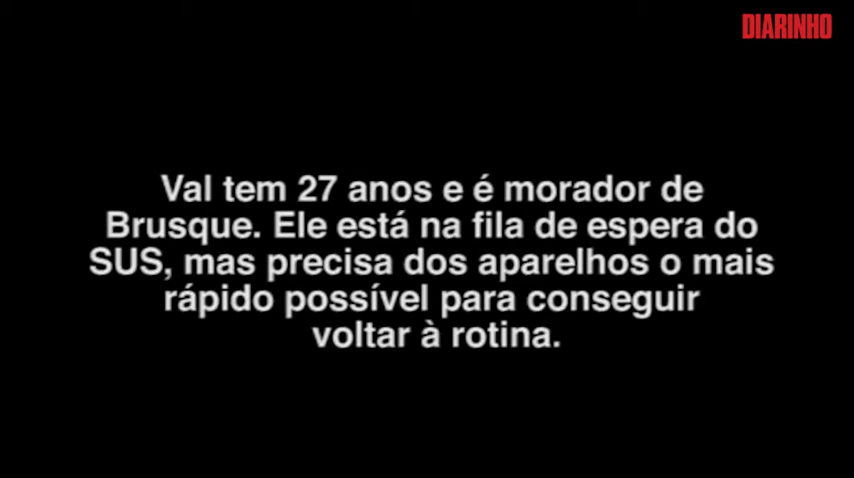 DIARINHO
Val tem 27 anos e é morador de
Brusque. Ele está na fila de espera do
SUS, mas precisa dos aparelhos o mais
rápido possível para conseguir
voltar à rotina.